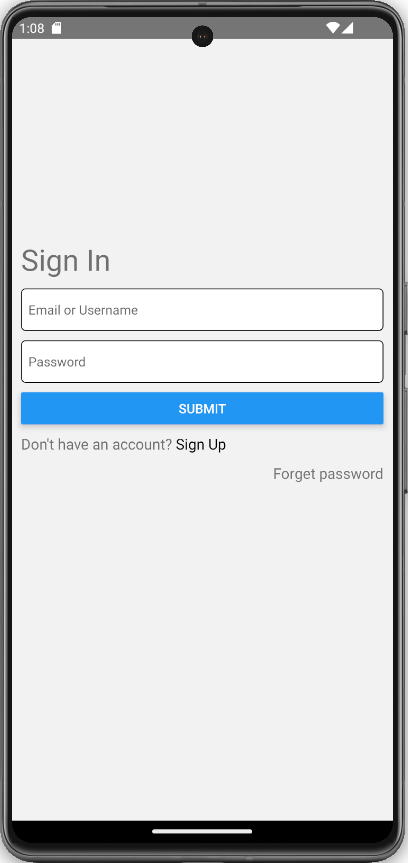 1:08
Sign In
Email or Username
Password
SUBMIT
Don't have an account? Sign Up
Forget password